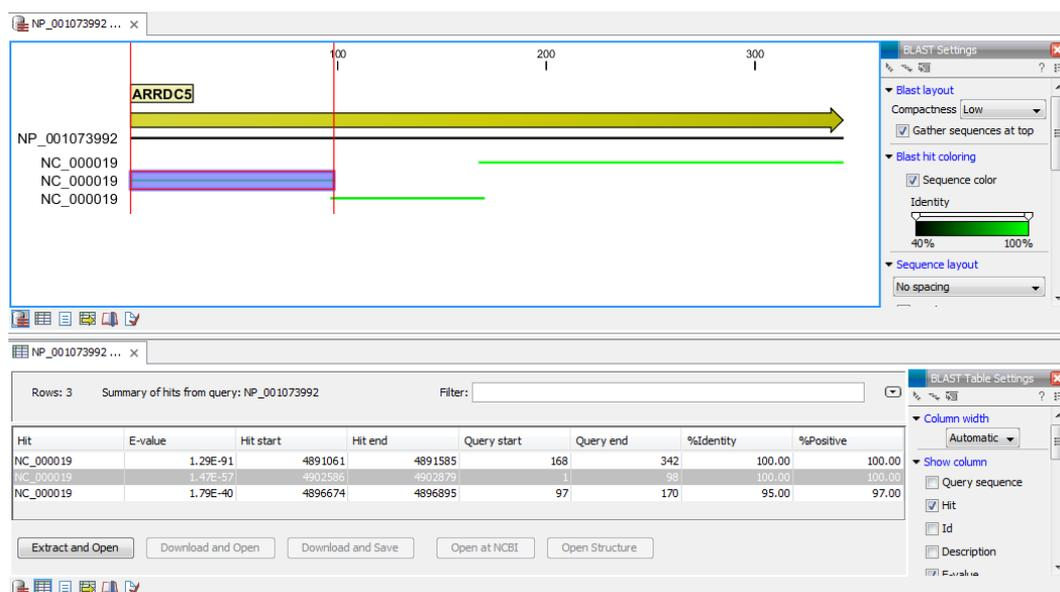 NP_001073992 ... ×
100 200 300
ARRDC5
NP_001073992
NC_000019
NC_000019
NC_000019
BLAST Settings
?
Blast layout
Compactness Low
Gather sequences at top
Blast hit coloring
Sequence color
Identity
40% 100%
Sequence layout
No spacing
NP_001073992 ... ×
Rows: 3 Summary of hits from query: NP_001073992 Filter:
Hit E-value Hit start Hit end Query start Query end %Identity %Positive
NC_000019 1.29E-91 4891061 4891585 168 342 100.00 100.00
NC_000019 1.47E-57 4902586 4902879 1 98 100.00 100.00
NC_000019 1.79E-40 4896674 4896895 97 170 95.00 97.00
Extract and Open Download and Open Download and Save Open at NCBI Open Structure
BLAST Table Settings
?
Column width
Automatic
Show column
Query sequence
Hit
Id
Description
E-value